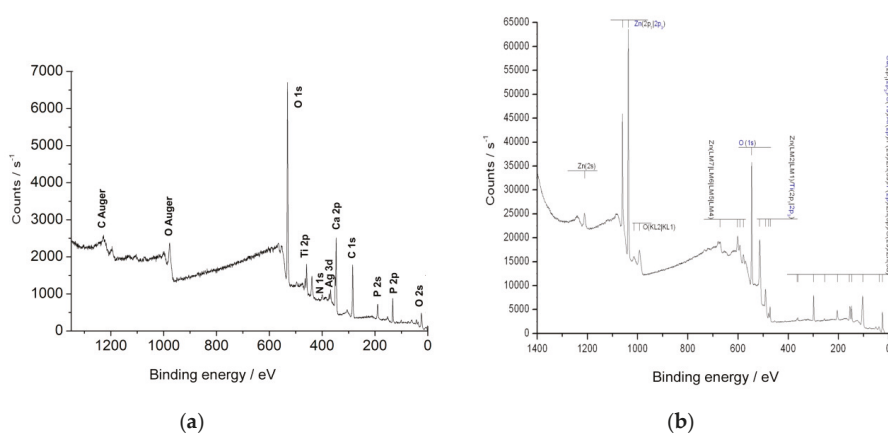 7000
6000
5000
4000
3000
2000
1000
0
Counts / s⁻¹
C Auger
O Auger
O 1s
Ti 2p
N 1s
Ag 3d
Ca 2p
C 1s
P 2s
P 2p
O 2s
1200 1000 800 600 400 200 0
Binding energy / eV
(a)
65000
60000
55000
50000
45000
40000
35000
30000
25000
20000
15000
10000
5000
0
Counts / s⁻¹
Zn(2s)
O(KL2|KL1)
O (1s)
1400 1200 1000 800 600 400 200 0
Binding energy / eV
(b)